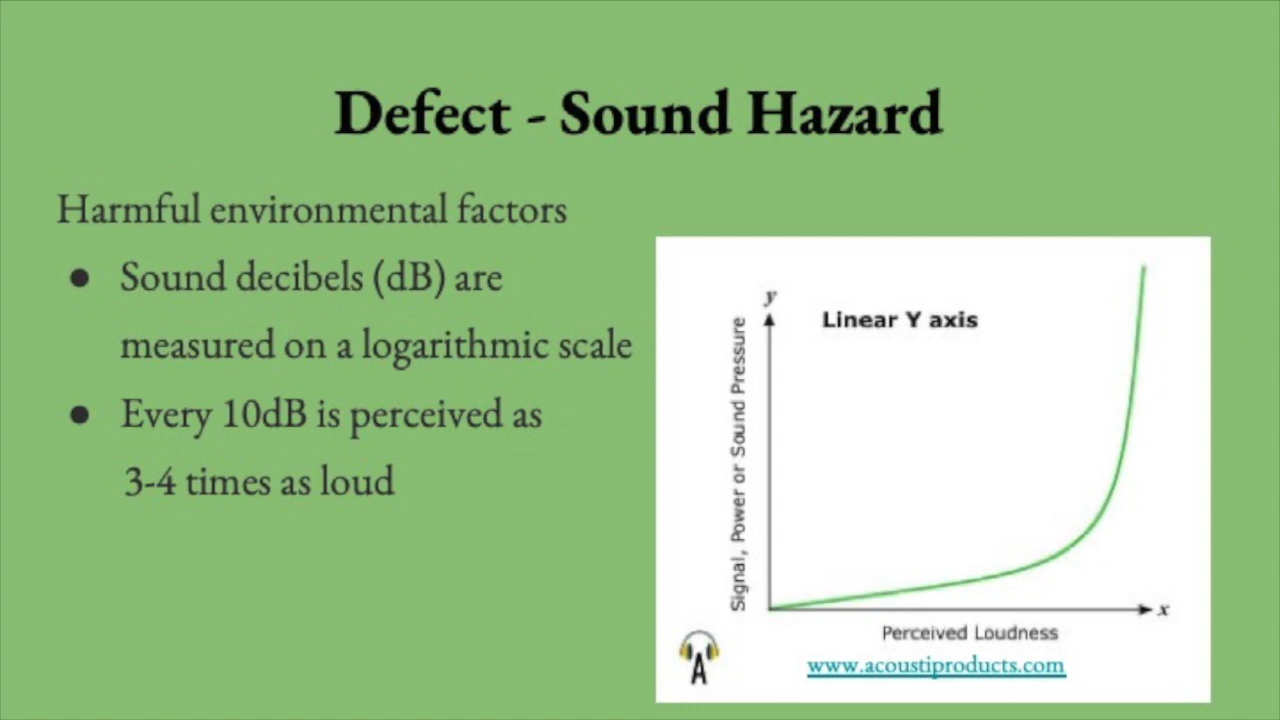 Defect - Sound Hazard
Harmful environmental factors
● Sound decibels (dB) are
measured on a logarithmic scale
● Every 10dB is perceived as
3-4 times as loud
y
Linear Y axis
Signal, Power or Sound Pressure
x
Perceived Loudness
A
www.acoustiproducts.com